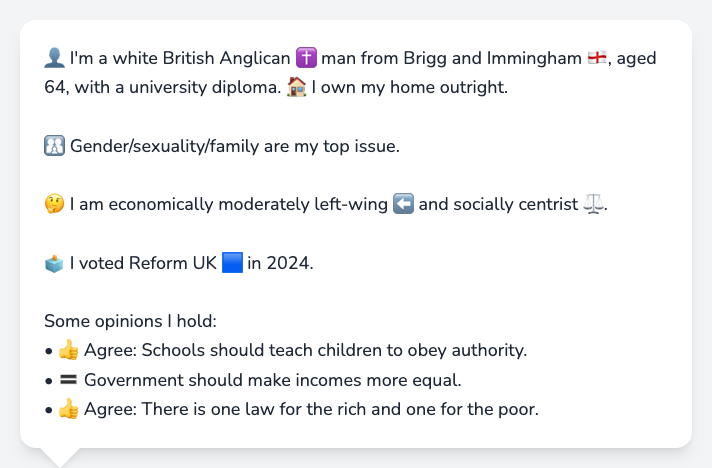 👤 I'm a white British Anglican ✝️ man from Brigg and Immingham 🏴󠁧󠁢󠁥󠁮󠁧󠁿, aged
64, with a university diploma. 🏠 I own my home outright.
🚻 Gender/sexuality/family are my top issue.
🤔 I am economically moderately left-wing ⬅️ and socially centrist ⚖️.
🗳️ I voted Reform UK 🟦 in 2024.
Some opinions I hold:
• 👍 Agree: Schools should teach children to obey authority.
• 🟰 Government should make incomes more equal.
• 👍 Agree: There is one law for the rich and one for the poor.